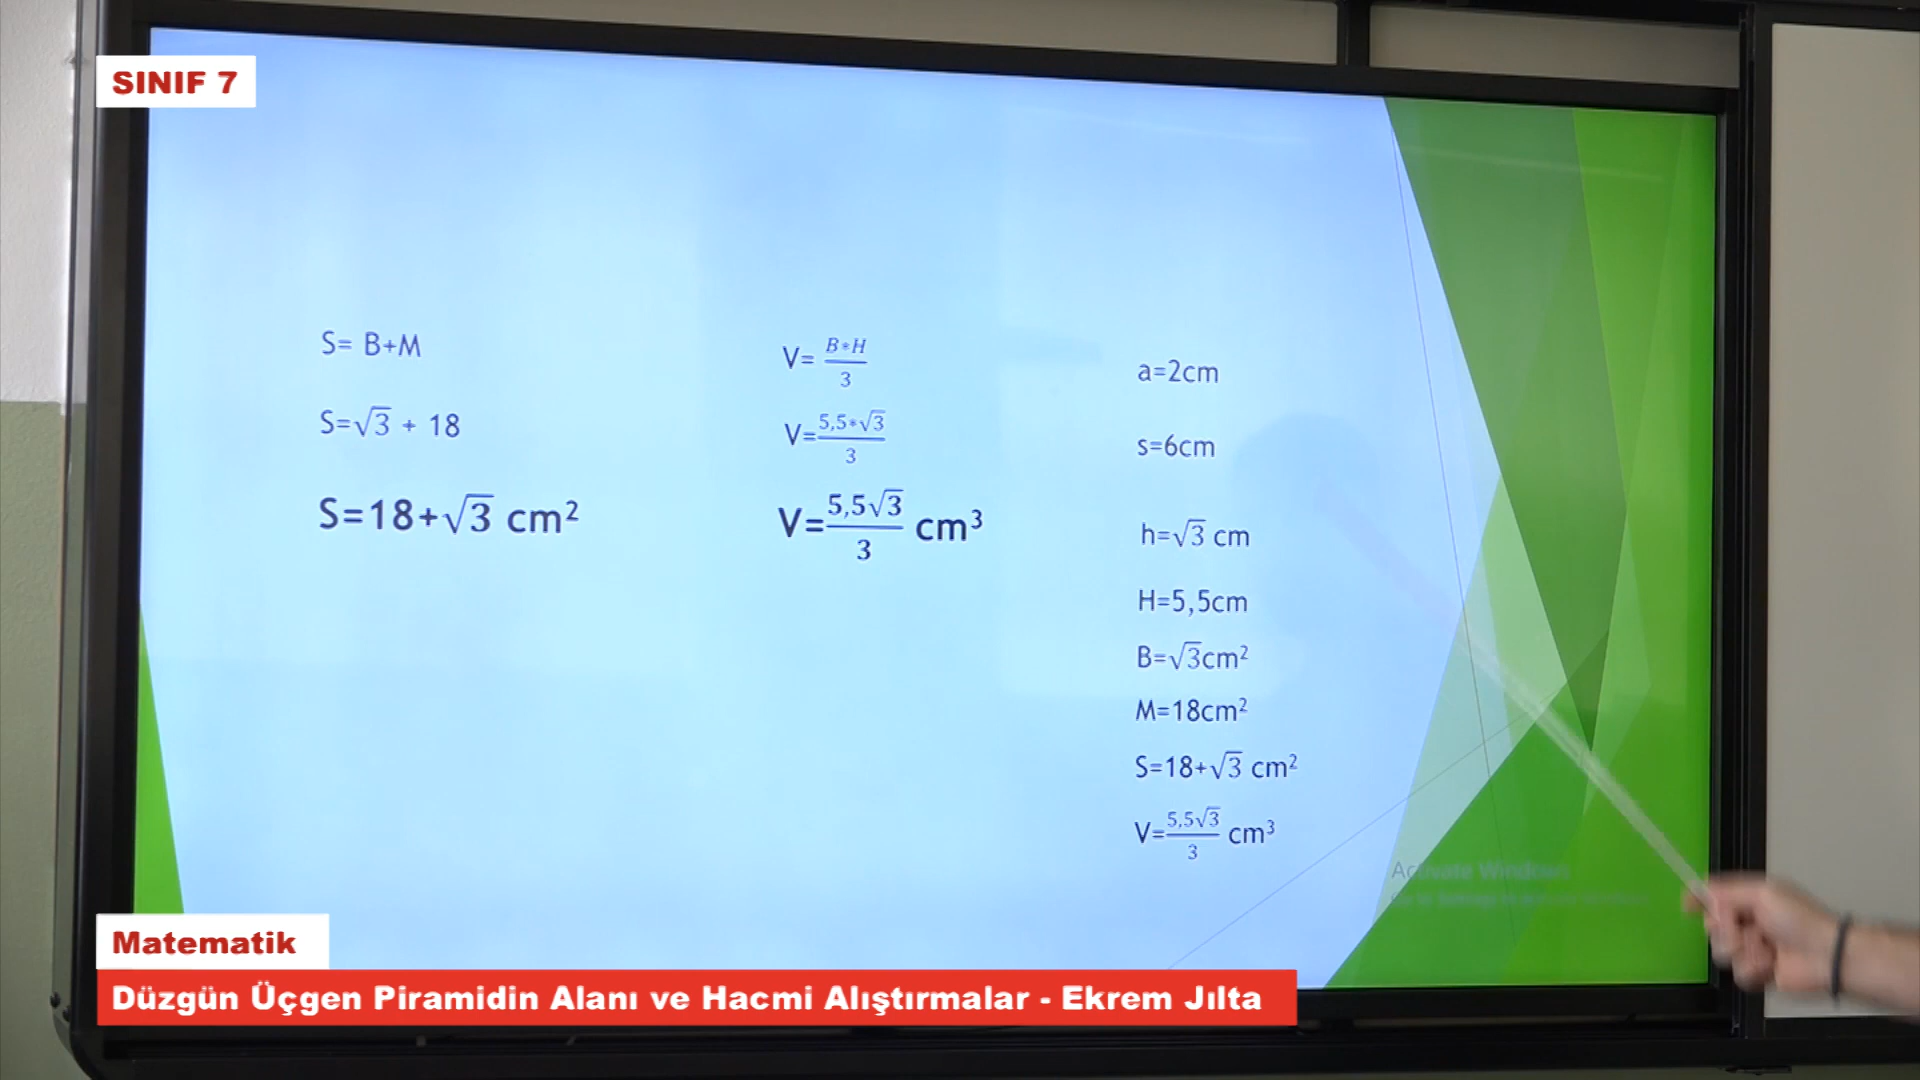 SINIF 7
S= B+M
S=√3 + 18
S=18+√3 cm²
V= B*H/3
V=5,5*√3/3
V=5,5√3/3 cm³
a=2cm
s=6cm
h=√3 cm
H=5,5cm
B=√3cm²
M=18cm²
S=18+√3 cm²
V=5,5√3/3 cm³
Activate Windows
Matematik
Düzgün Üçgen Piramidin Alanı ve Hacmi Alıştırmalar - Ekrem Jılta